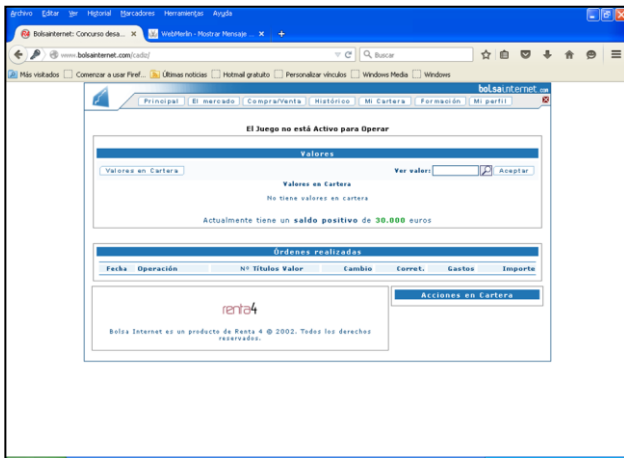 Archivo Editar Ver Historial Marcadores Herramientas Ayuda
Bolsainternet: Concurso desa... WebMerlin - Mostrar Mensaje ...
www.bolsainternet.com/cadiz/ Buscar
Más visitados Comenzar a usar Firef... Últimas noticias Hotmail gratuito Personalizar vínculos Windows Media Windows
bolsainternet.com
Principal El mercado Compra/Venta Histórico Mi Cartera Formación Mi perfil
El Juego no está Activo para Operar
Valores
Valores en Cartera Ver valor: Aceptar
Valores en Cartera
No tiene valores en cartera
Actualmente tiene un saldo positivo de 30.000 euros
Órdenes realizadas
Fecha Operación Nº Títulos Valor Cambio Corret. Gastos Importe
renta4
Bolsa Internet es un producto de Renta 4 @ 2002. Todos los derechos
reservados.
Acciones en Cartera